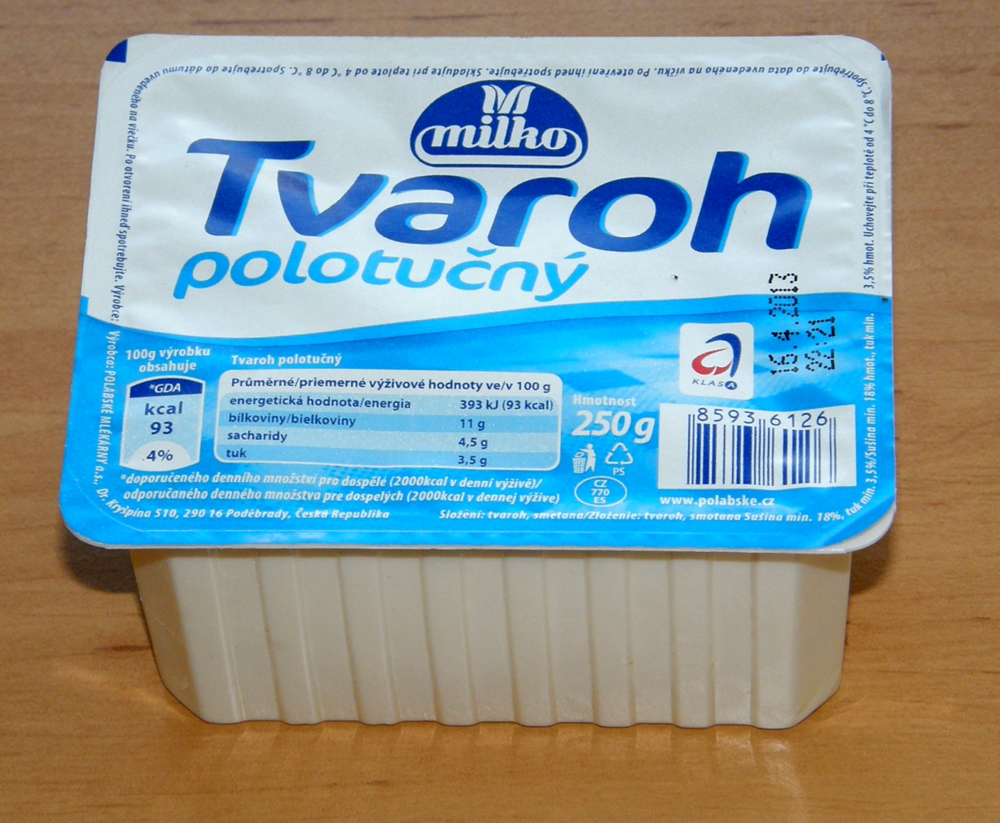 Spotřebujte do data uvedeného na víčku. Po otevření ihned spotřebujte. Skladujte pri teplote od 4 °C do 8 °C. Spotrebujte do dátumu uvedeného na viečku. Po otvorení ihneď spotrebujte. Výrobce:/Výrobca: POLABSKÉ MLÉKÁRNY a.s., Dr. Kryšpína 510, 290 16 Poděbrady, Česká Republika
milko
Tvaroh
polotučný
16.4.2013
22:21
100g výrobku
obsahuje
*GDA
kcal
93
4%
Tvaroh polotučný
Průměrné/priemerné výživové hodnoty ve/v 100 g
energetická hodnota/energia 393 kJ (93 kcal)
bílkoviny/bielkoviny 11 g
sacharidy 4,5 g
tuk 3,5 g
*doporučeného denního množství pro dospělé (2000kcal v denní výživě)/
odporučaného denného množstva pre dospelých (2000kcal v dennej výžive)
Hmotnost
250 g
PS
CZ
770
ES
KLASA
8593 6126
www.polabske.cz
Složení: tvaroh, smetana/Zloženie: tvaroh, smotana Sušina min. 18%, tuk min. 3,5%/Sušina min. 18% hmot., tuk min. 3,5% hmot. Uchovejte při teplotě od 4 °C do 8 °C.